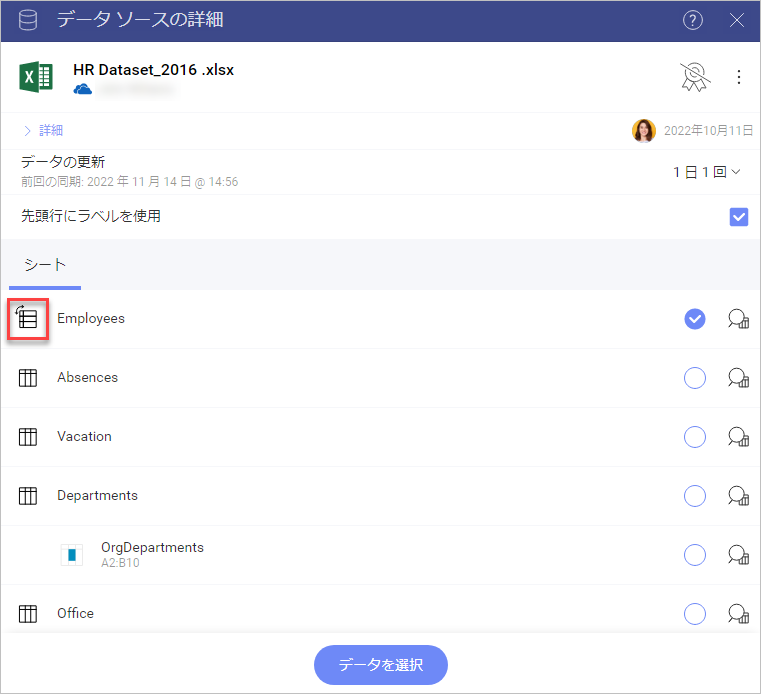 データ ソースの詳細
HR Dataset_2016 .xlsx
詳細
2022年10月11日
データの更新
前回の同期: 2022 年 11 月 14 日 @ 14:56
1 日 1 回
先頭行にラベルを使用
シート
Employees
Absences
Vacation
Departments
OrgDepartments
A2:B10
Office
データを選択